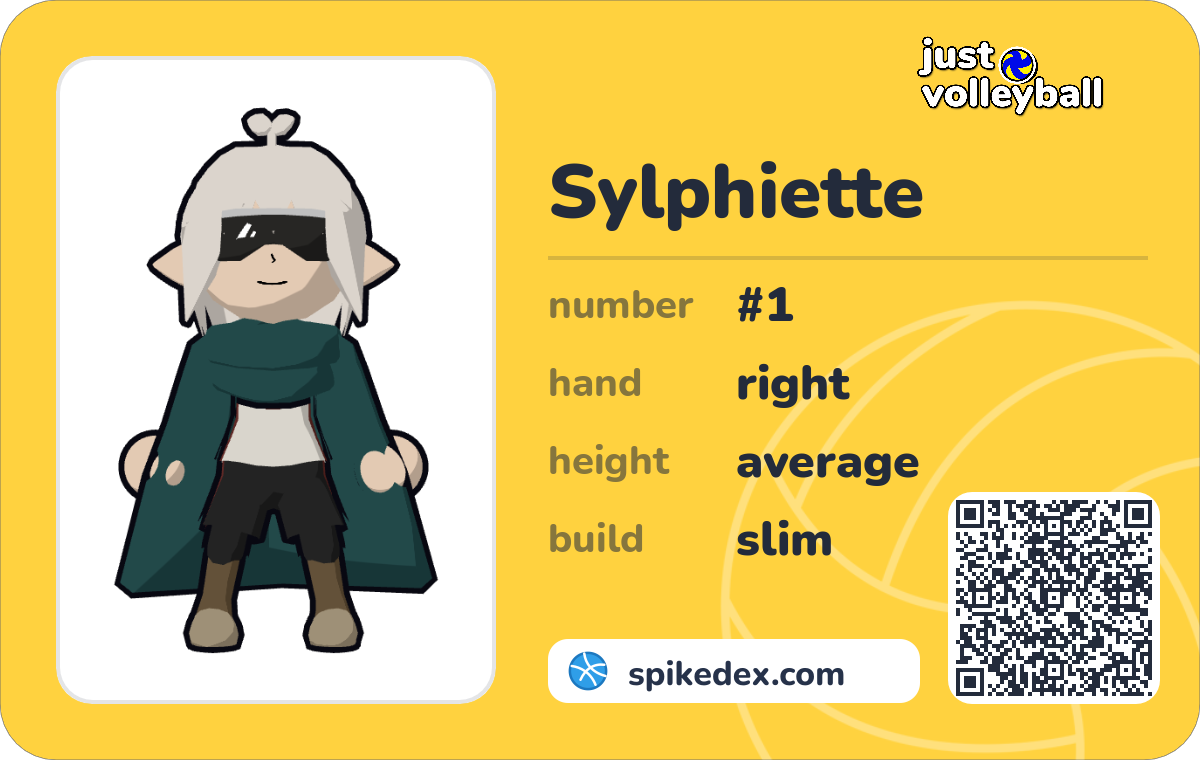 just
volleyball
Sylphiette
number #1
hand right
height average
build slim
spikedex.com